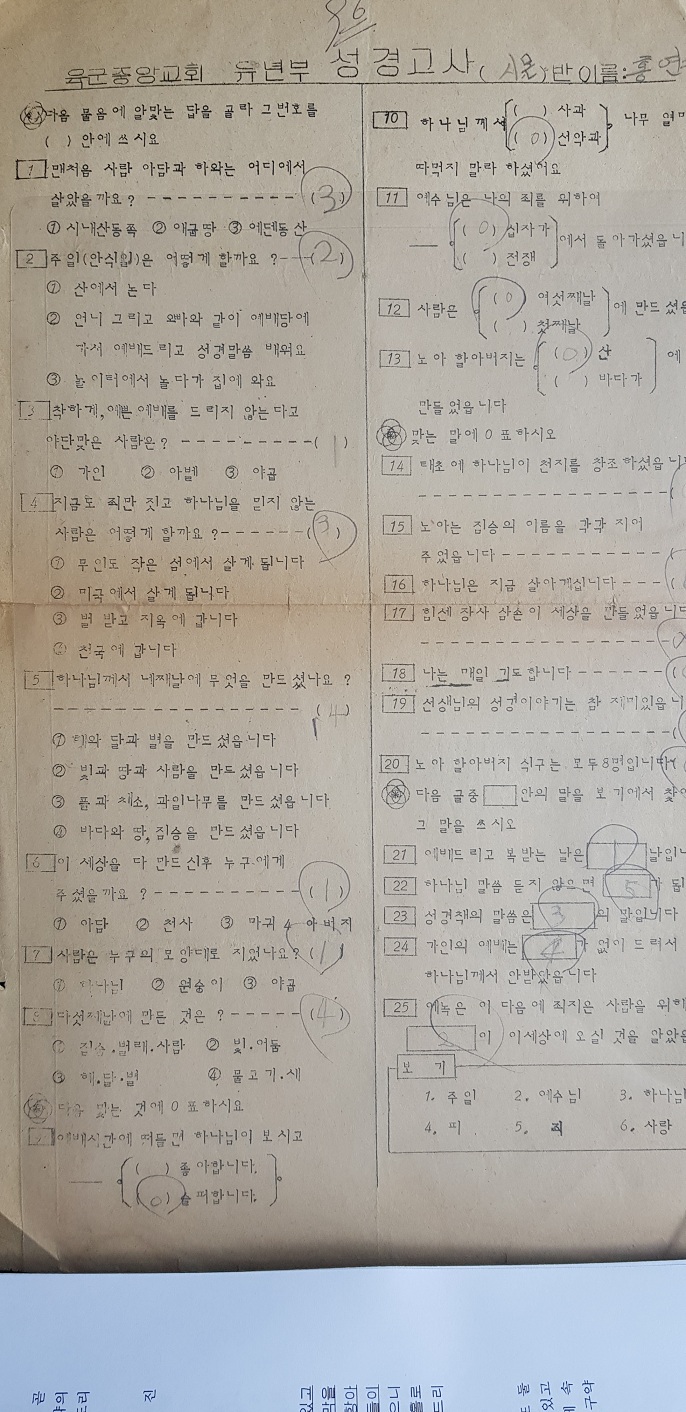 육군중앙교회 유년부 성경고사 ( ) 반 이름: 홍
다음 물음에 알맞는 답을 골라 그번호를
( ) 안에 쓰시요
1 맨처음 사람 아담과 하와는 어디에서
살았을까요? ---------- (3)
① 시내산동쪽 ② 애굽땅 ③ 에덴동산
2 주일(안식일)은 어떻게 할까요? --- (2)
① 산에서 논다
② 언니 그리고 오빠와 같이 예배당에
가서 예배드리고 성경말씀 배워요
③ 놀이터에서 놀다가 집에 와요
3 착하게, 예쁜 예배를 드리지 않는다고
야단맞은 사람은? --------- (1)
① 가인 ② 아벨 ③ 야곱
4 지금도 죄만 짓고 하나님을 믿지 않는
사람은 어떻게 할까요? ------ (3)
① 무인도 작은 섬에서 살게 됩니다
② 미국에서 살게 됩니다
③ 벌 받고 지옥에 갑니다
④ 천국에 갑니다
5 하나님께서 네째날에 무엇을 만드셨나요?
------------------ (4)
① 해와 달과 별을 만드셨읍니다
② 빛과 땅과 사람을 만드셨읍니다
③ 풀과 채소, 과일나무를 만드셨읍니다
④ 바다와 땅, 짐승을 만드셨읍니다
6 이 세상을 다 만드신후 누구에게
주셨을까요? ---------- (1)
① 아담 ② 천사 ③ 마귀 4 아버지
7 사람은 누구의 모양대로 지었나요? (1)
① 하나님 ② 원숭이 ③ 야곱
8 다섯째날에 만든 것은? ----- (4)
① 짐승.벌레.사람 ② 빛.어둠
③ 해.달.별 ④ 물고기.새
다음 맞는 것에 O 표하시요
9 예배시간에 떠들면 하나님이 보시고
( ) 좋아합니다.
(O) 슬퍼합니다.
10 하나님께서 ( ) 사과 나무 열매
(O) 선악과
따먹지 말라 하셨어요
11 예수님은 나의 죄를 위하여
(O) 십자가 에서 돌아가셨읍니
( ) 전쟁
12 사람은 (O) 여섯째날 에 만드셨읍
( ) 첫째날
13 노아 할아버지는 (O) 산 에
( ) 바다가
만들었읍니다
맞는 말에 O 표하시오
14 태초에 하나님이 천지를 창조하셨읍니다
------------------ (
15 노아는 짐승의 이름을 각각 지어
주었읍니다 ------------ (
16 하나님은 지금 살아계십니다 --- (
17 힘센 장사 삼손이 세상을 만들었읍니다
------------------ (
18 나는 매일 기도합니다 ------ (
19 선생님의 성경이야기는 참 재미있읍니
------------------ (
20 노아 할아버지 식구는 모두8명입니다 (
다음 글중 안의 말을 보기에서 찾아
그 말을 쓰시오
21 예배드리고 복받는 날은 1 날입니
22 하나님 말씀 듣지 않으면 5 가 됩
23 성경책의 말씀은 3 의 말입니다
24 가인의 예배는 4 가 없이 드려서
하나님께서 안받았읍니다
25 에녹은 이 다음에 죄지은 사람을 위해
2 이 이세상에 오실 것을 알았읍
보 기
1. 주일 2. 예수님 3. 하나님
4. 피 5. 죄 6. 사랑